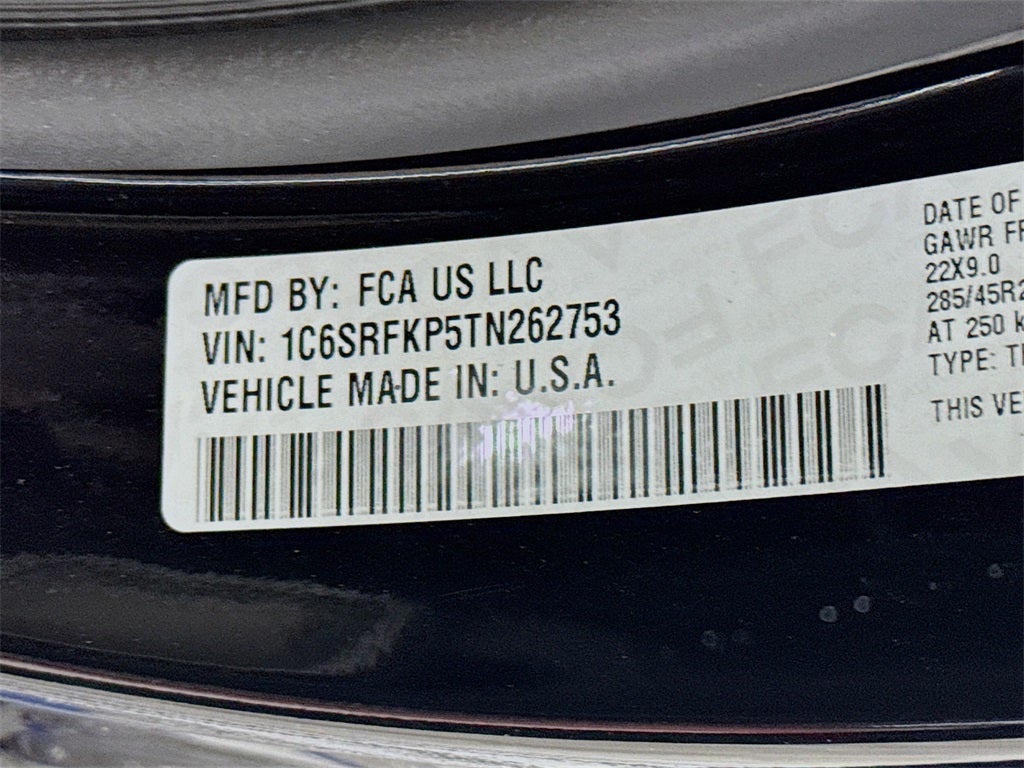 MFD BY: FCA US LLC
VIN: 1C6SRFKP5TN262753
VEHICLE MADE IN: U.S.A.
DATE OF
GAWR
22X9.0
285/45R2
AT 250
TYPE:
THIS